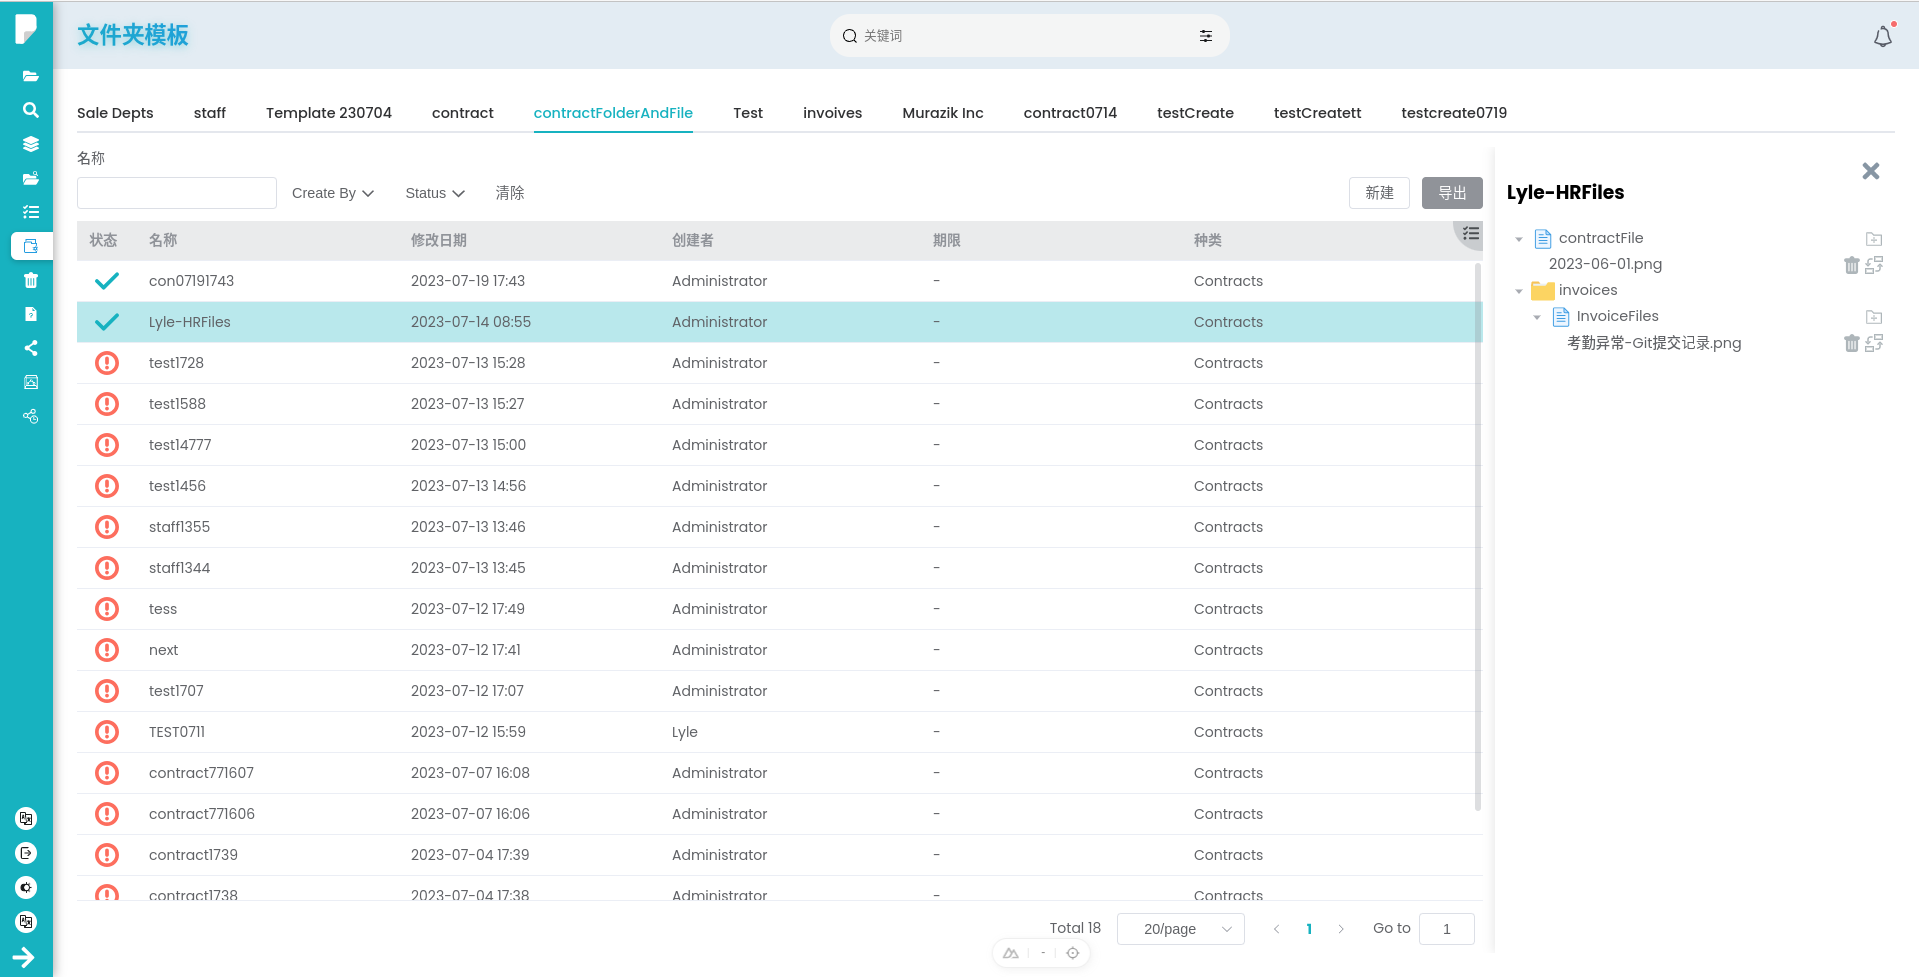 文件夹模板
关键词
Sale Depts staff Template 230704 contract contractFolderAndFile Test invoives Murazik Inc contract0714 testCreate testCreatett testcreate0719
名称
Create By Status 清除 新建 导出
状态 名称 修改日期 创建者 期限 种类
con07191743 2023-07-19 17:43 Administrator - Contracts
Lyle-HRFiles 2023-07-14 08:55 Administrator - Contracts
test1728 2023-07-13 15:28 Administrator - Contracts
test1588 2023-07-13 15:27 Administrator - Contracts
test14777 2023-07-13 15:00 Administrator - Contracts
test1456 2023-07-13 14:56 Administrator - Contracts
staff1355 2023-07-13 13:46 Administrator - Contracts
staff1344 2023-07-13 13:45 Administrator - Contracts
tess 2023-07-12 17:49 Administrator - Contracts
next 2023-07-12 17:41 Administrator - Contracts
test1707 2023-07-12 17:07 Administrator - Contracts
TEST0711 2023-07-12 15:59 Lyle - Contracts
contract771607 2023-07-07 16:08 Administrator - Contracts
contract771606 2023-07-07 16:06 Administrator - Contracts
contract1739 2023-07-04 17:39 Administrator - Contracts
contract1738 2023-07-04 17:38 Administrator - Contracts
Total 18 20/page 1 Go to 1
-
Lyle-HRFiles
contractFile
2023-06-01.png
invoices
InvoiceFiles
考勤异常-Git提交记录.png